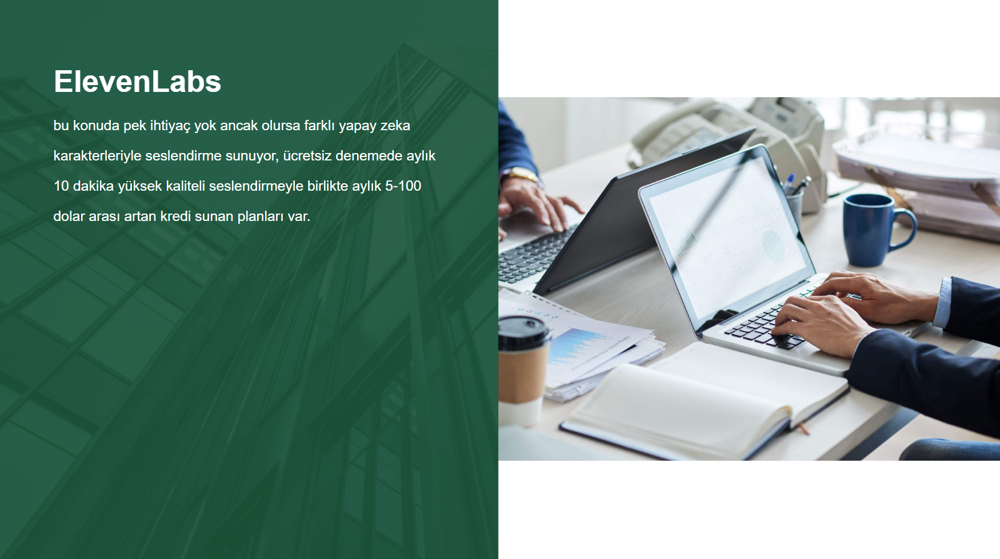 ElevenLabs
bu konuda pek ihtiyaç yok ancak olursa farklı yapay zeka
karakterleriyle seslendirme sunuyor, ücretsiz denemede aylık
10 dakika yüksek kaliteli seslendirmeyle birlikte aylık 5-100
dolar arası artan kredi sunan planları var.